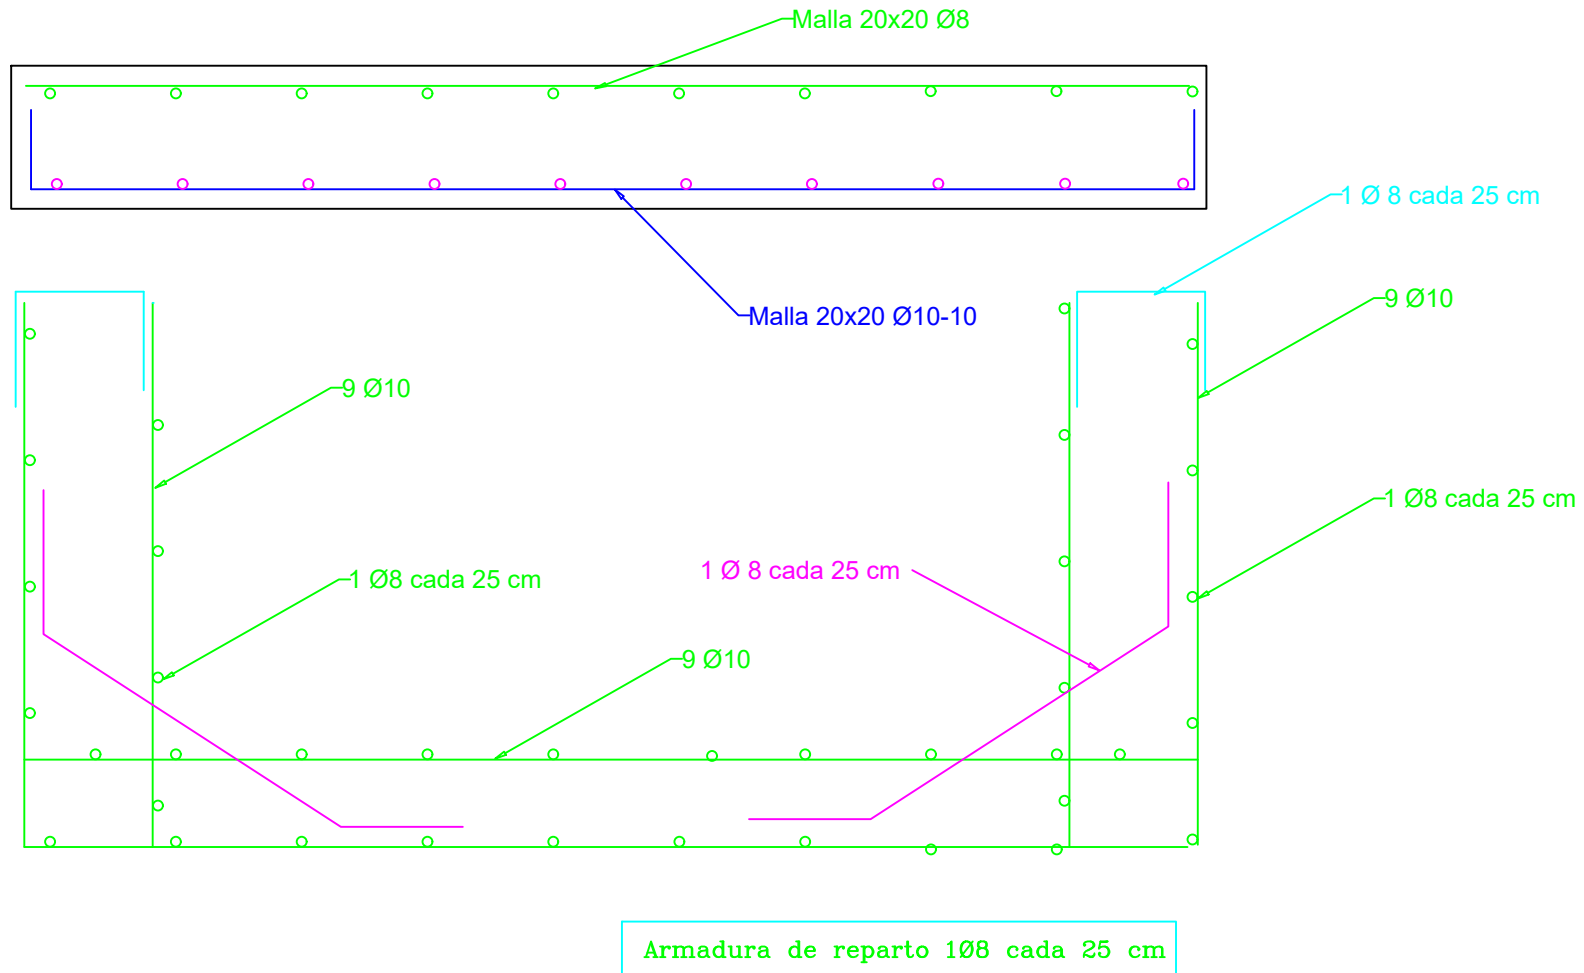 Malla 20x20 Ø8
1 Ø 8 cada 25 cm
9 Ø10
Malla 20x20 Ø10-10
9 Ø10
1 Ø8 cada 25 cm
1 Ø 8 cada 25 cm
1 Ø8 cada 25 cm
9 Ø10
Armadura de reparto 1Ø8 cada 25 cm